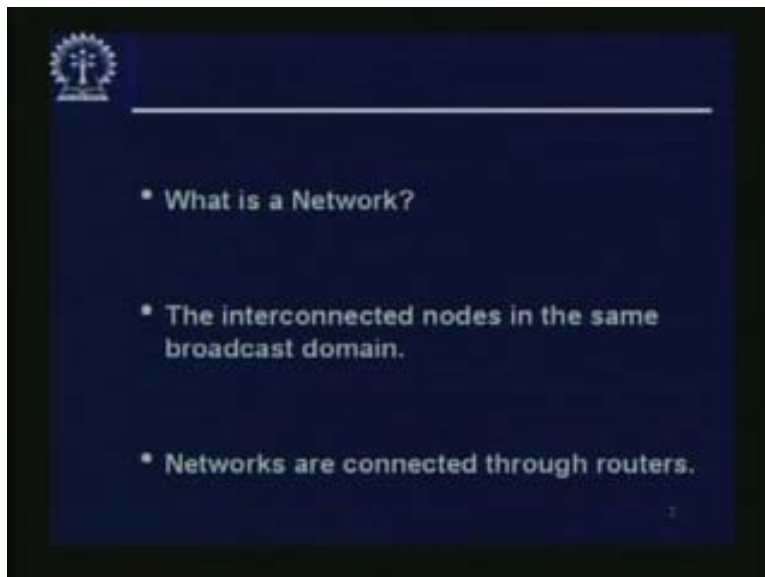 • What is a Network?
• The interconnected nodes in the same
broadcast domain.
• Networks are connected through routers.